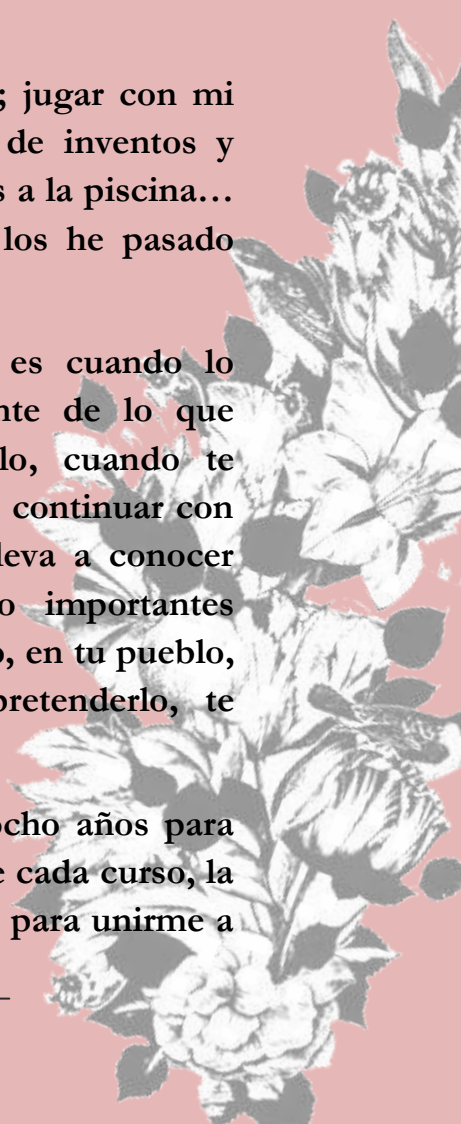 ; jugar con mi
de inventos y
s a la piscina…
los he pasado
es cuando lo
nte de lo que
lo, cuando te
continuar con
leva a conocer
o importantes
o, en tu pueblo,
pretenderlo, te
ocho años para
e cada curso, la
para unirme a